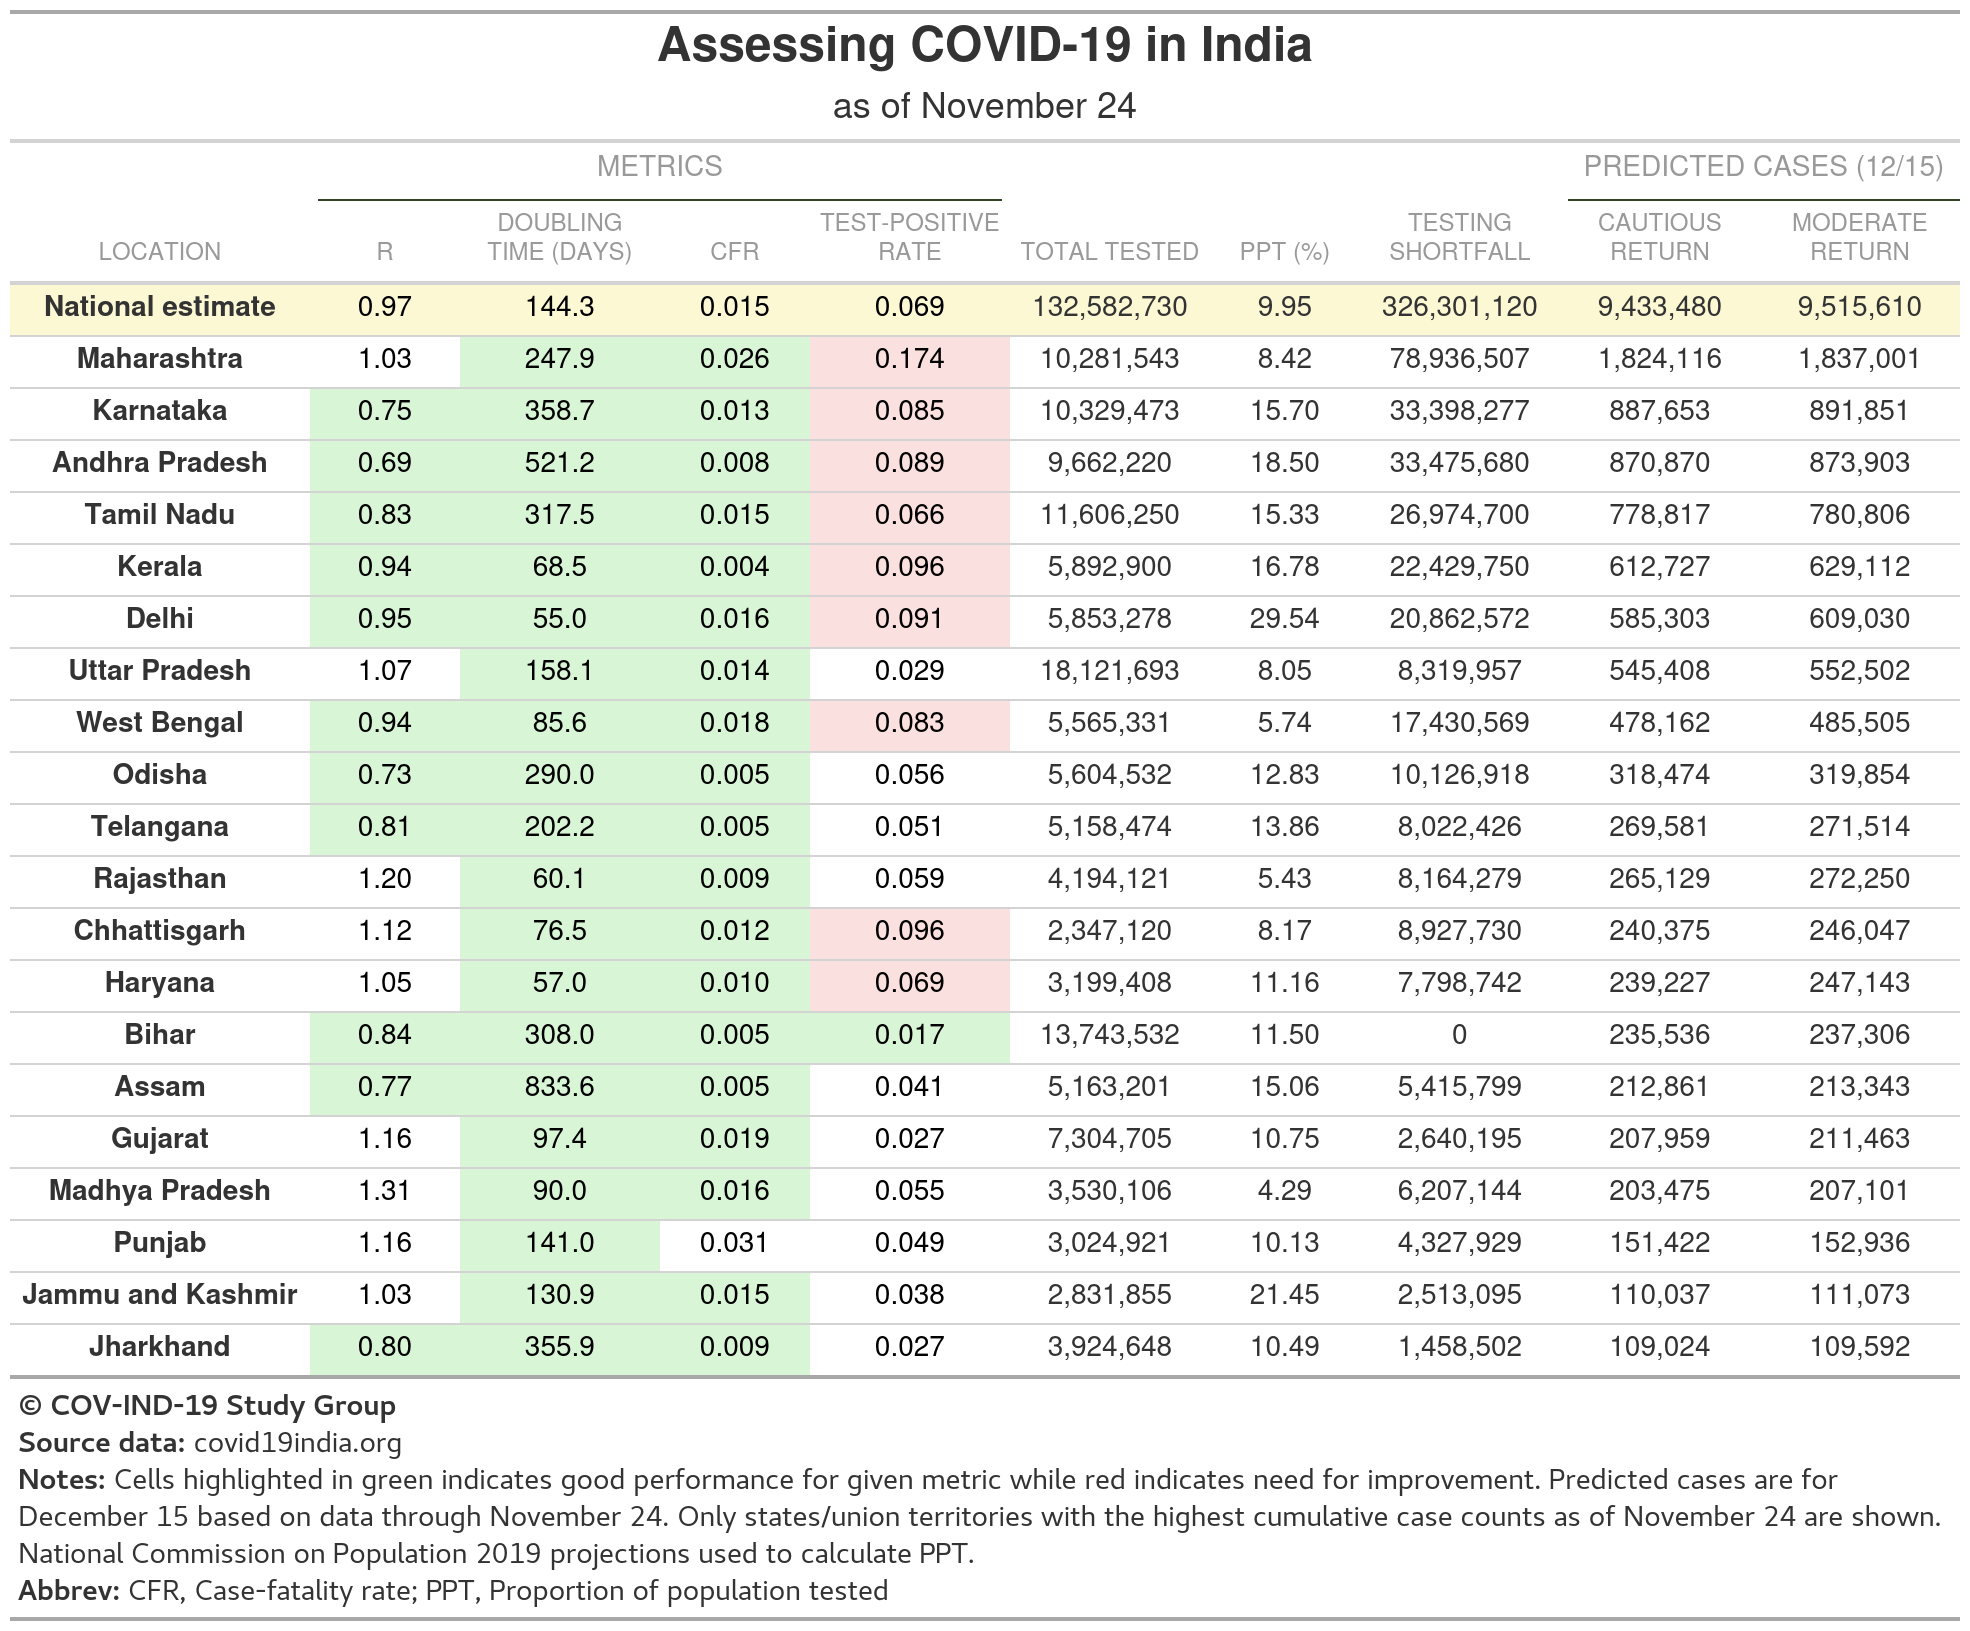 Assessing COVID-19 in India
as of November 24
METRICS PREDICTED CASES (12/15)
LOCATION R DOUBLING TIME (DAYS) CFR TEST-POSITIVE RATE TOTAL TESTED PPT (%) TESTING SHORTFALL CAUTIOUS RETURN MODERATE RETURN
National estimate 0.97 144.3 0.015 0.069 132,582,730 9.95 326,301,120 9,433,480 9,515,610
Maharashtra 1.03 247.9 0.026 0.174 10,281,543 8.42 78,936,507 1,824,116 1,837,001
Karnataka 0.75 358.7 0.013 0.085 10,329,473 15.70 33,398,277 887,653 891,851
Andhra Pradesh 0.69 521.2 0.008 0.089 9,662,220 18.50 33,475,680 870,870 873,903
Tamil Nadu 0.83 317.5 0.015 0.066 11,606,250 15.33 26,974,700 778,817 780,806
Kerala 0.94 68.5 0.004 0.096 5,892,900 16.78 22,429,750 612,727 629,112
Delhi 0.95 55.0 0.016 0.091 5,853,278 29.54 20,862,572 585,303 609,030
Uttar Pradesh 1.07 158.1 0.014 0.029 18,121,693 8.05 8,319,957 545,408 552,502
West Bengal 0.94 85.6 0.018 0.083 5,565,331 5.74 17,430,569 478,162 485,505
Odisha 0.73 290.0 0.005 0.056 5,604,532 12.83 10,126,918 318,474 319,854
Telangana 0.81 202.2 0.005 0.051 5,158,474 13.86 8,022,426 269,581 271,514
Rajasthan 1.20 60.1 0.009 0.059 4,194,121 5.43 8,164,279 265,129 272,250
Chhattisgarh 1.12 76.5 0.012 0.096 2,347,120 8.17 8,927,730 240,375 246,047
Haryana 1.05 57.0 0.010 0.069 3,199,408 11.16 7,798,742 239,227 247,143
Bihar 0.84 308.0 0.005 0.017 13,743,532 11.50 0 235,536 237,306
Assam 0.77 833.6 0.005 0.041 5,163,201 15.06 5,415,799 212,861 213,343
Gujarat 1.16 97.4 0.019 0.027 7,304,705 10.75 2,640,195 207,959 211,463
Madhya Pradesh 1.31 90.0 0.016 0.055 3,530,106 4.29 6,207,144 203,475 207,101
Punjab 1.16 141.0 0.031 0.049 3,024,921 10.13 4,327,929 151,422 152,936
Jammu and Kashmir 1.03 130.9 0.015 0.038 2,831,855 21.45 2,513,095 110,037 111,073
Jharkhand 0.80 355.9 0.009 0.027 3,924,648 10.49 1,458,502 109,024 109,592
© COV-IND-19 Study Group
Source data: covid19india.org
Notes: Cells highlighted in green indicates good performance for given metric while red indicates need for improvement. Predicted cases are for
December 15 based on data through November 24. Only states/union territories with the highest cumulative case counts as of November 24 are shown.
National Commission on Population 2019 projections used to calculate PPT.
Abbrev: CFR, Case-fatality rate; PPT, Proportion of population tested